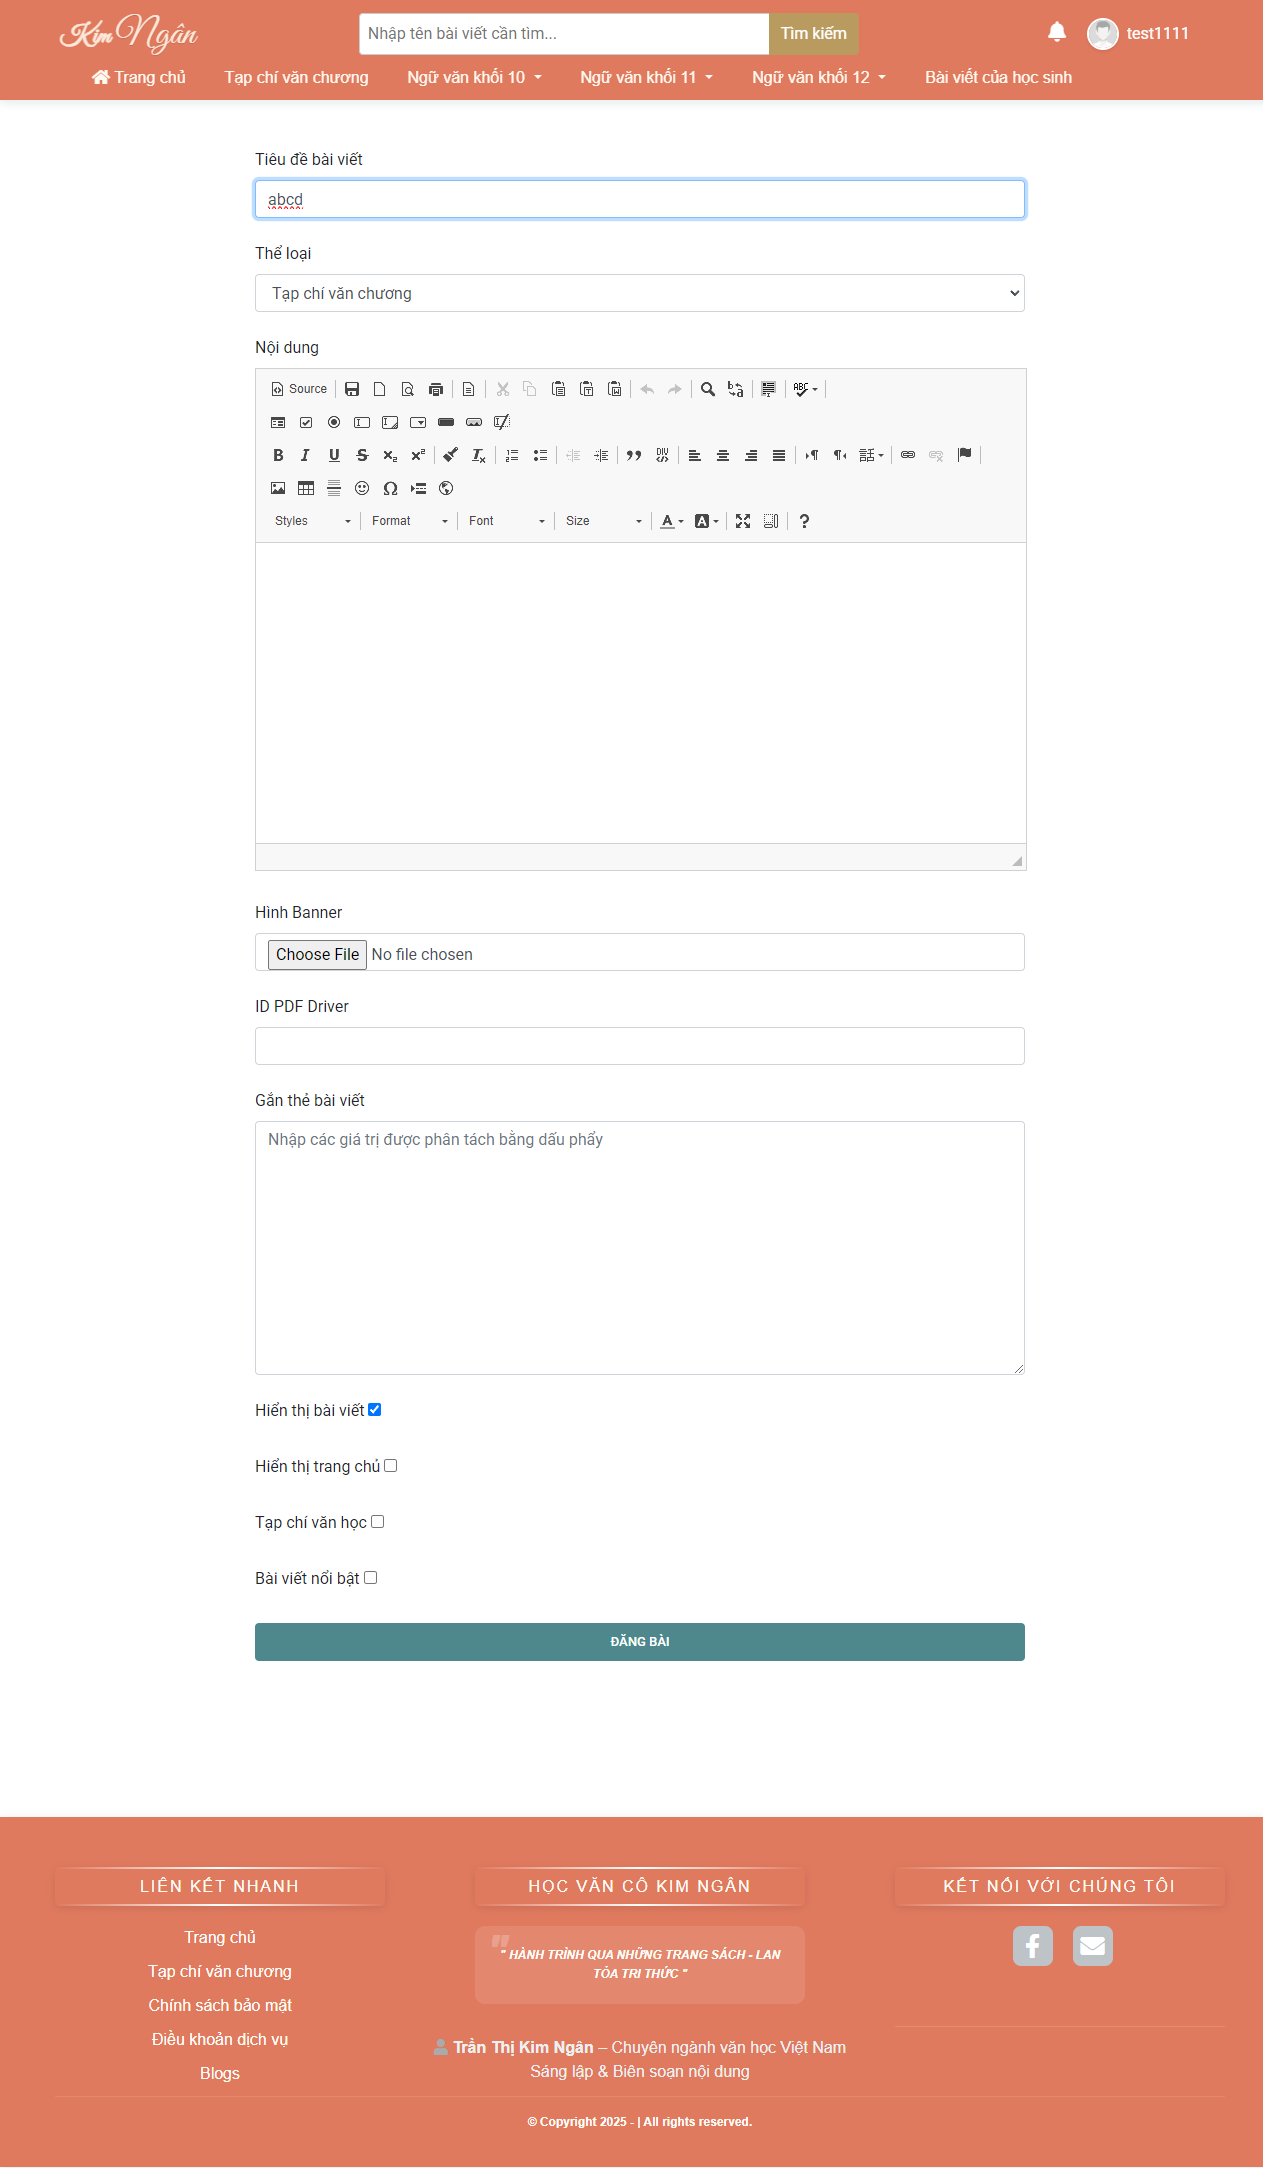 Kim Ngân
Nhập tên bài viết cần tìm...
Tìm kiếm
test1111
Trang chủ
Tạp chí văn chương
Ngữ văn khối 10
Ngữ văn khối 11
Ngữ văn khối 12
Bài viết của học sinh
Tiêu đề bài viết
abcd
Thể loại
Tạp chí văn chương
Nội dung
Source
Styles
Format
Font
Size
Hình Banner
Choose File No file chosen
ID PDF Driver
Gắn thẻ bài viết
Nhập các giá trị được phân tách bằng dấu phẩy
Hiển thị bài viết
Hiển thị trang chủ
Tạp chí văn học
Bài viết nổi bật
ĐĂNG BÀI
LIÊN KẾT NHANH
Trang chủ
Tạp chí văn chương
Chính sách bảo mật
Điều khoản dịch vụ
Blogs
HỌC VĂN CÔ KIM NGÂN
" HÀNH TRÌNH QUA NHỮNG TRANG SÁCH - LAN
TỎA TRI THỨC "
Trần Thị Kim Ngân – Chuyên ngành văn học Việt Nam
Sáng lập & Biên soạn nội dung
KẾT NỐI VỚI CHÚNG TÔI
© Copyright 2025 - | All rights reserved.